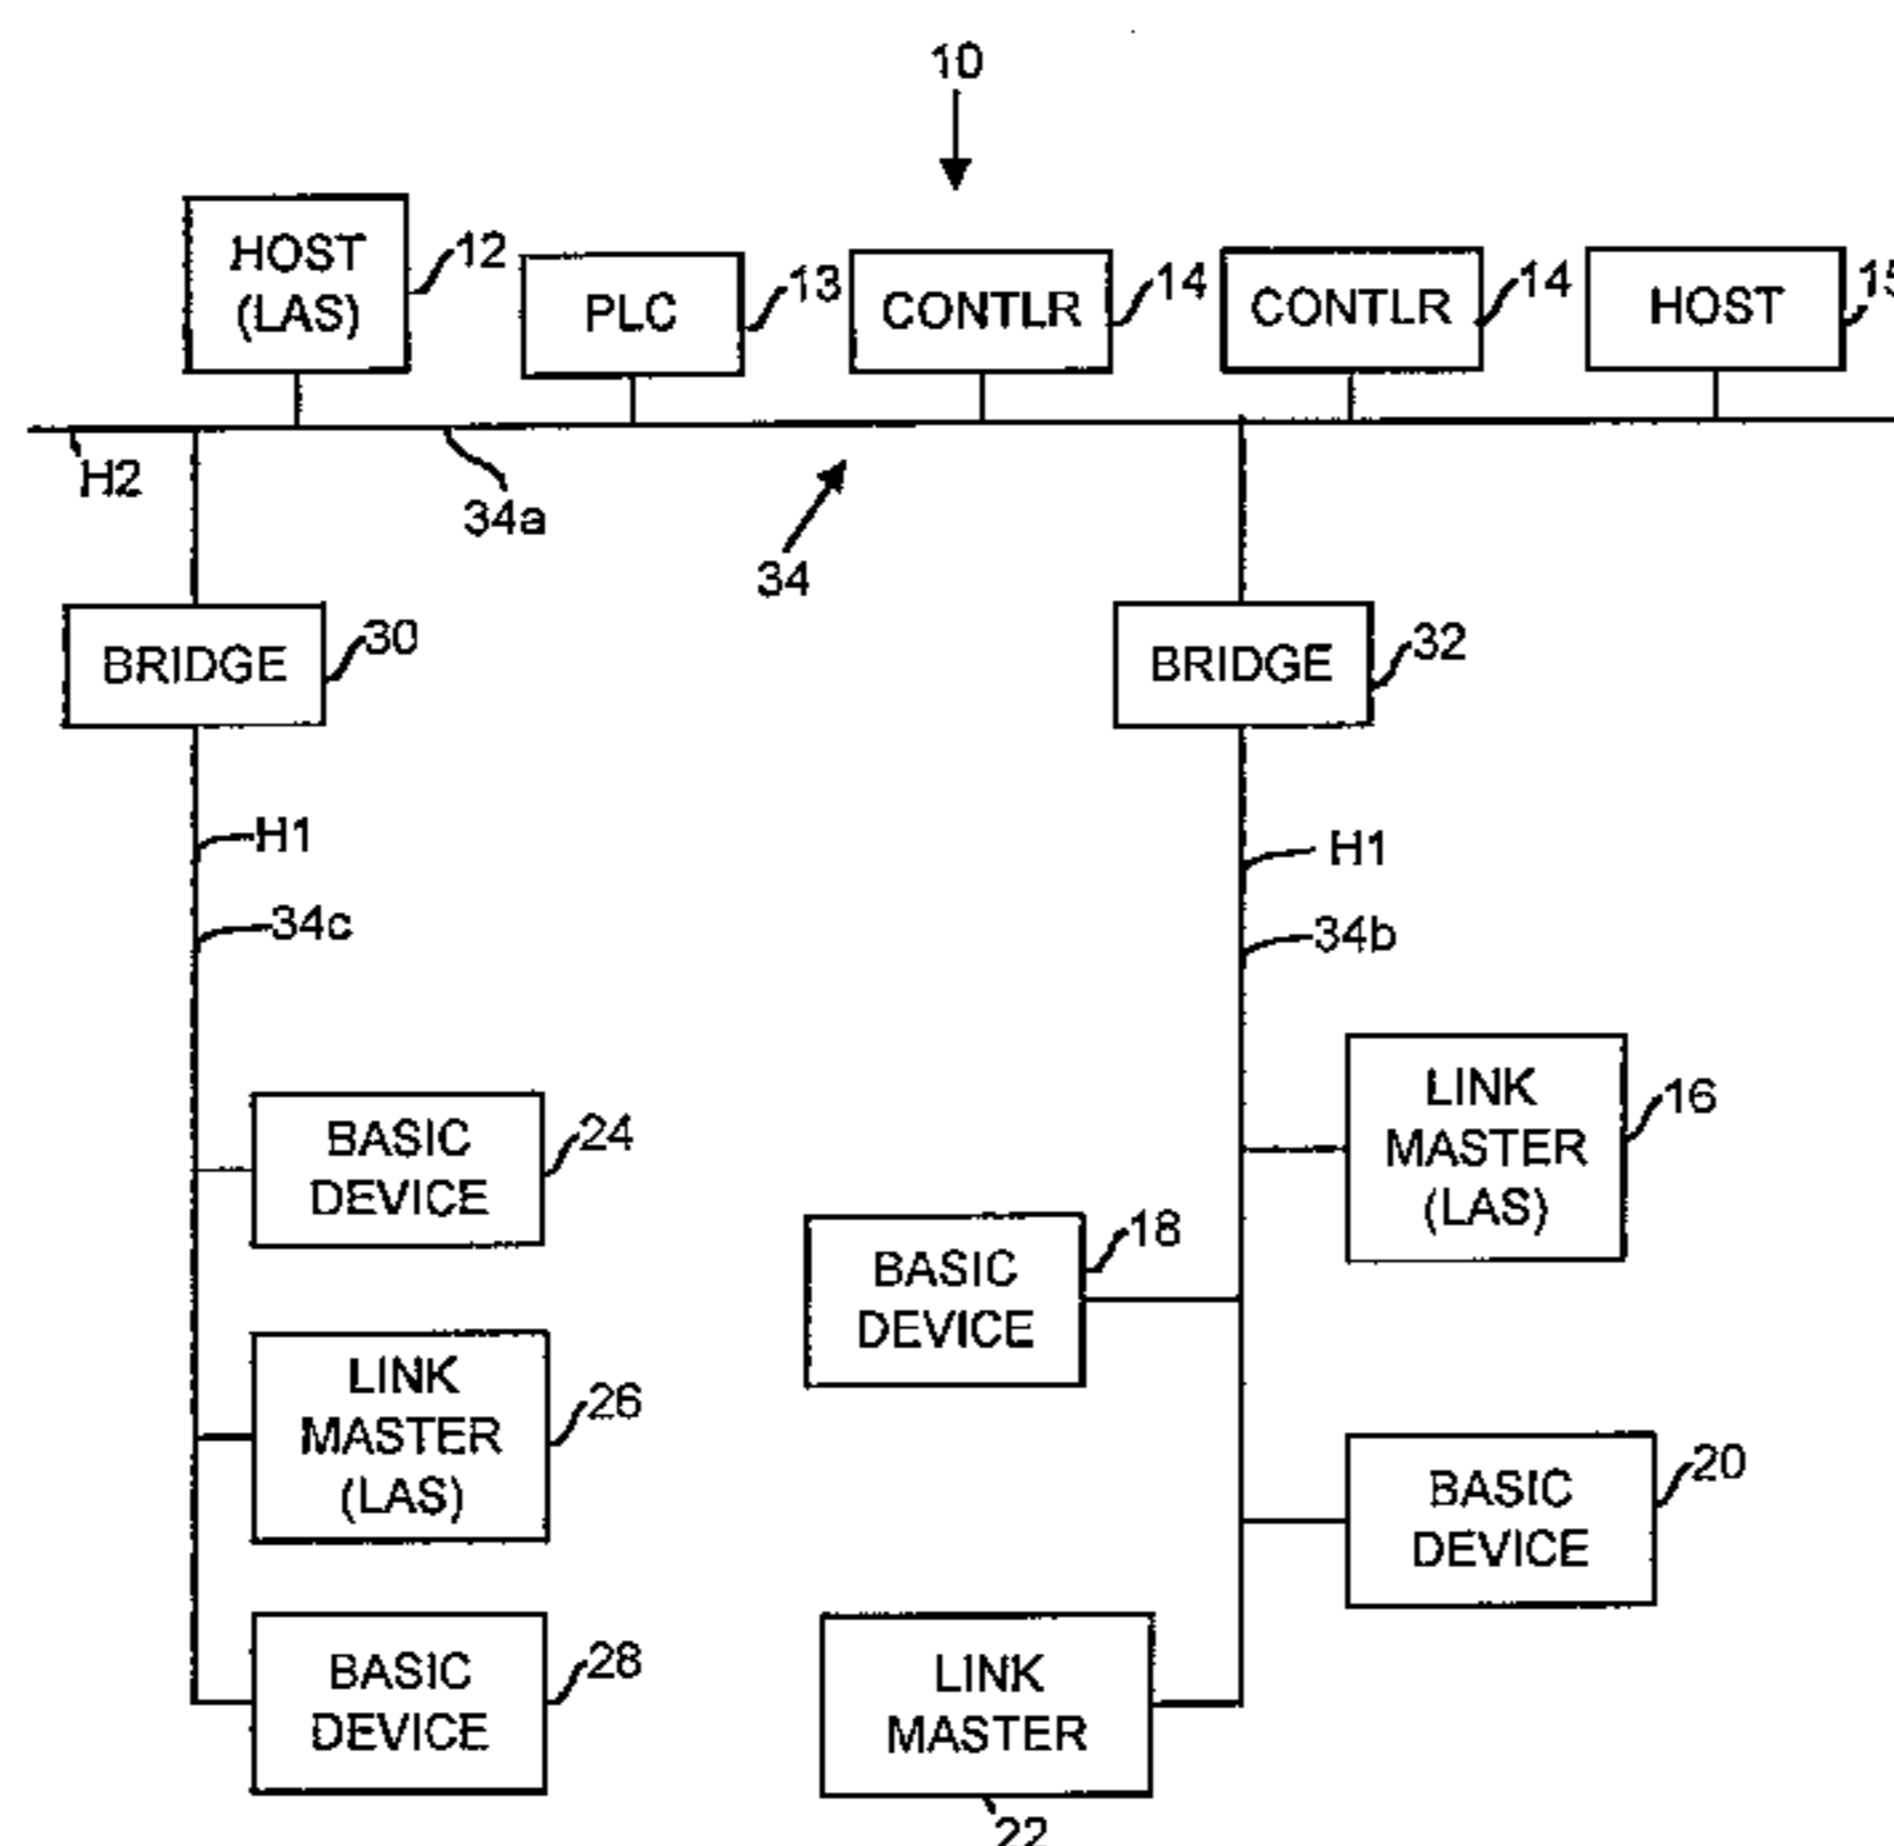 10
HOST
(LAS)
12
PLC
13
CONTLR
14
CONTLR
14
HOST
15
H2
34a
34
BRIDGE
30
BRIDGE
32
H1
H1
34c
34b
LINK
MASTER
(LAS)
16
BASIC
DEVICE
24
BASIC
DEVICE
18
LINK
MASTER
(LAS)
26
BASIC
DEVICE
20
BASIC
DEVICE
28
LINK
MASTER
22